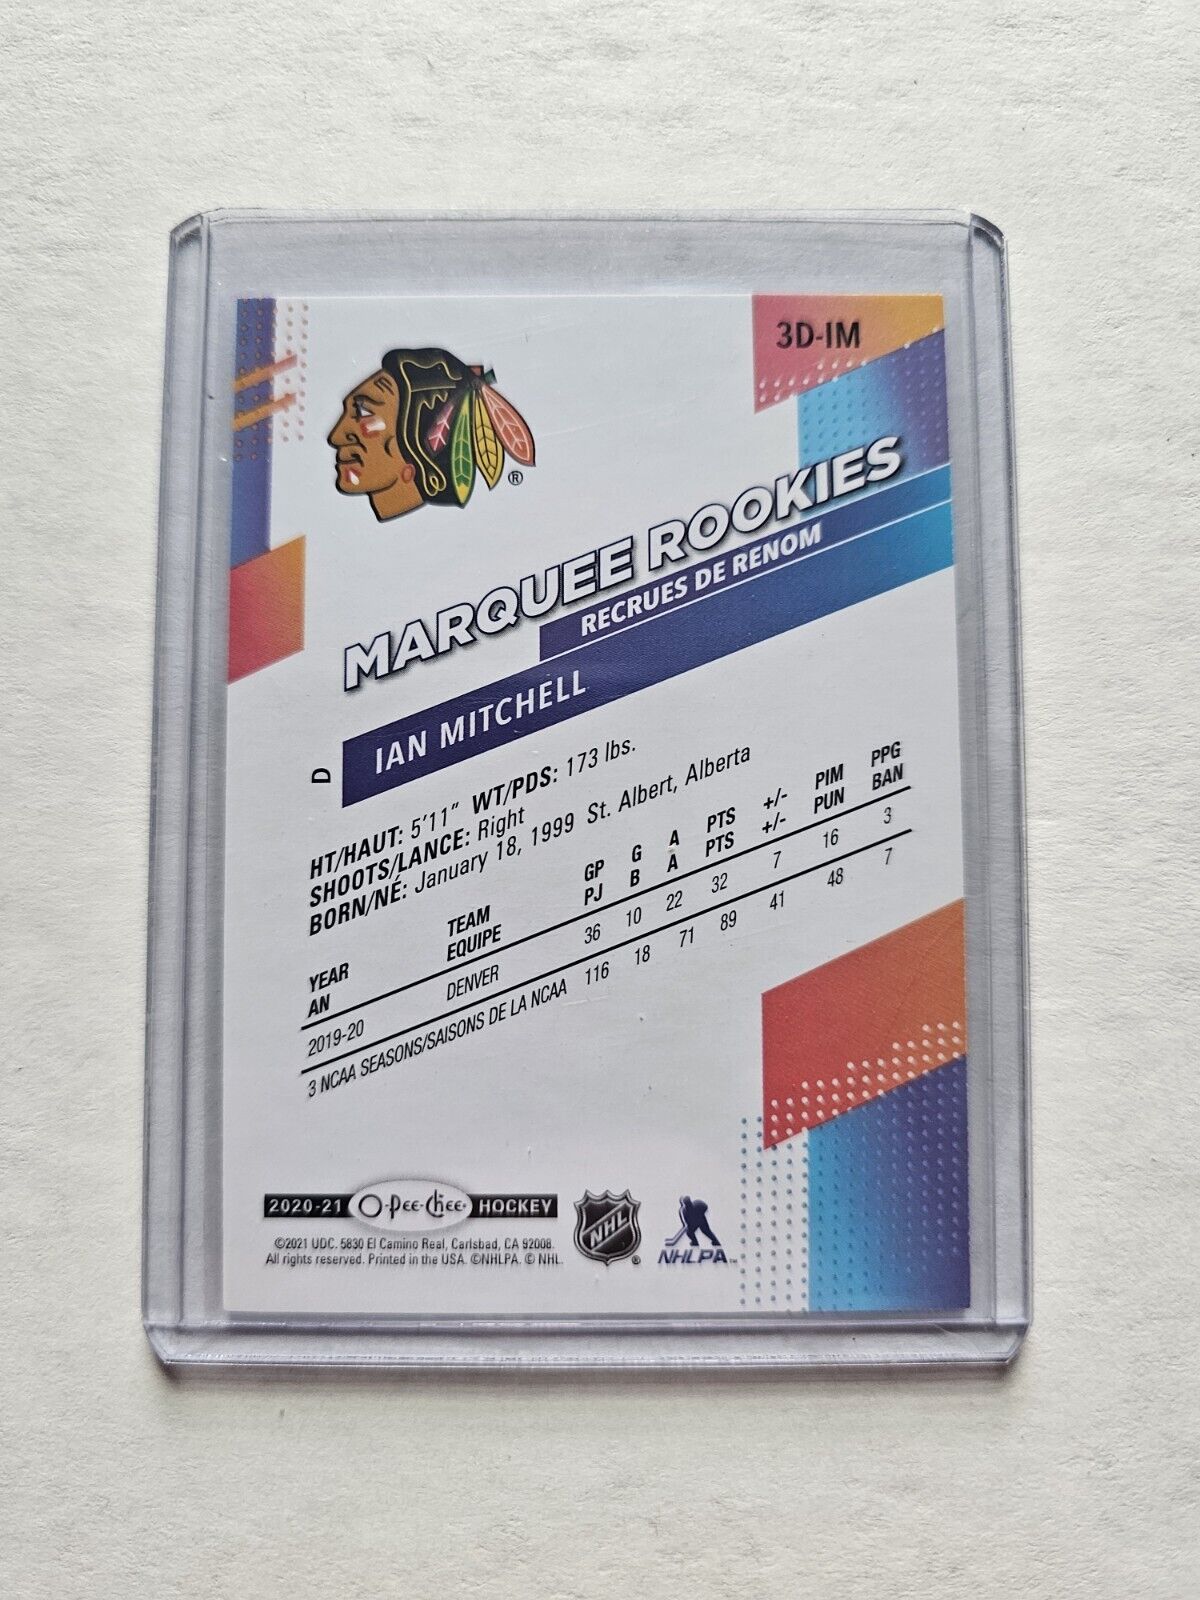 3D-IM
®
MARQUEE ROOKIES
RECRUES DE RENOM
D
IAN MITCHELL
HT/HAUT: 5'11" WT/PDS: 173 lbs.
SHOOTS/LANCE: Right
BORN/NÉ: January 18, 1999 St. Albert, Alberta
YEAR TEAM GP G A PTS +/- PIM PPG
AN EQUIPE PJ B A PTS +/- PUN BAN
2019-20 DENVER 36 10 22 32 7 16 3
3 NCAA SEASONS/SAISONS DE LA NCAA 116 18 71 89 41 48 7
2020-21 O-Pee-Chee HOCKEY
©2021 UDC. 5830 El Camino Real, Carlsbad, CA 92008.
All rights reserved. Printed in the USA. ©NHLPA. © NHL.
NHL ®
NHLPA™